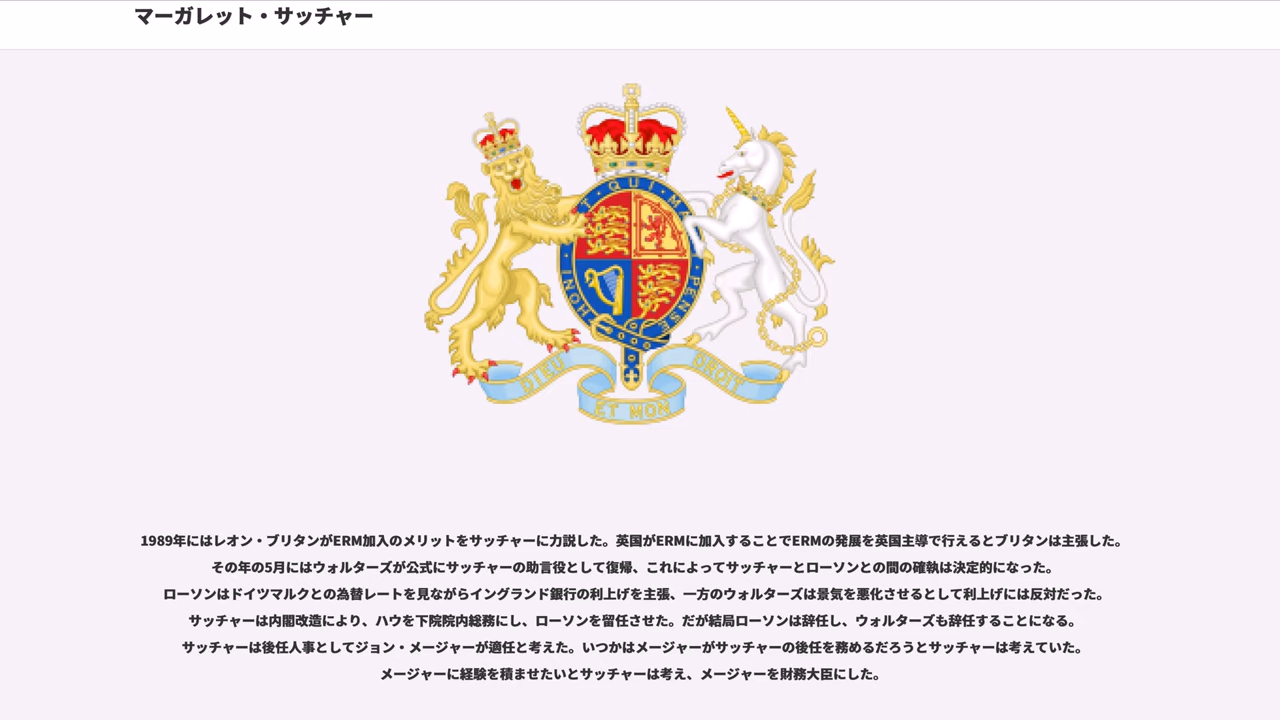 マーガレット・サッチャー
T・QUI・MA
HONI
PENSE
DIEU
DROIT
ET MON
1989年にはレオン・ブリタンがERM加入のメリットをサッチャーに力説した。英国がERMに加入することでERMの発展を英国主導で行えるとブリタンは主張した。
その年の5月にはウォルターズが公式にサッチャーの助言役として復帰、これによってサッチャーとローソンとの間の確執は決定的になった。
ローソンはドイツマルクとの為替レートを見ながらイングランド銀行の利上げを主張、一方のウォルターズは景気を悪化させるとして利上げには反対だった。
サッチャーは内閣改造により、ハウを下院院内総務にし、ローソンを留任させた。だが結局ローソンは辞任し、ウォルターズも辞任することになる。
サッチャーは後任人事としてジョン・メージャーが適任と考えた。いつかはメージャーがサッチャーの後任を務めるだろうとサッチャーは考えていた。
メージャーに経験を積ませたいとサッチャーは考え、メージャーを財務大臣にした。